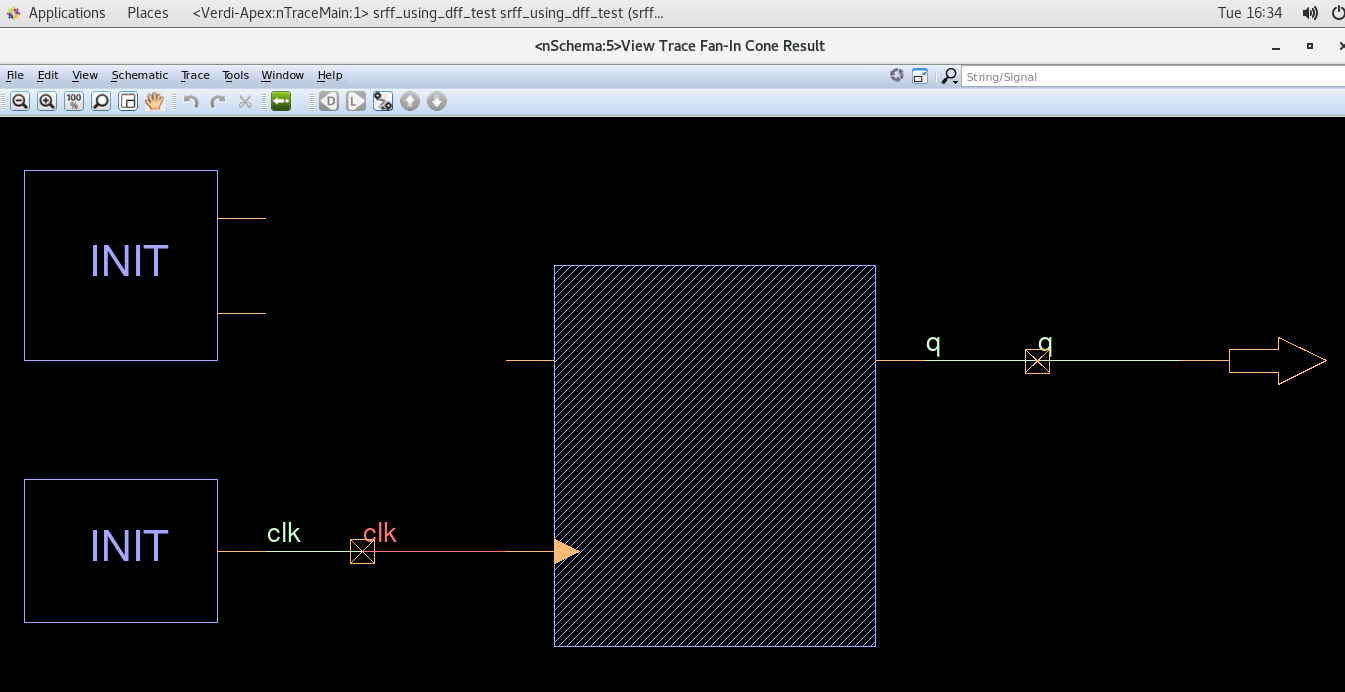 Applications Places <Verdi-Apex:nTraceMain:1> srff_using_dff_test srff_using_dff_test (srff... Tue 16:34
<nSchema:5>View Trace Fan-In Cone Result
File Edit View Schematic Trace Tools Window Help String/Signal
100 %
D L
INIT
q q
clk clk
INIT